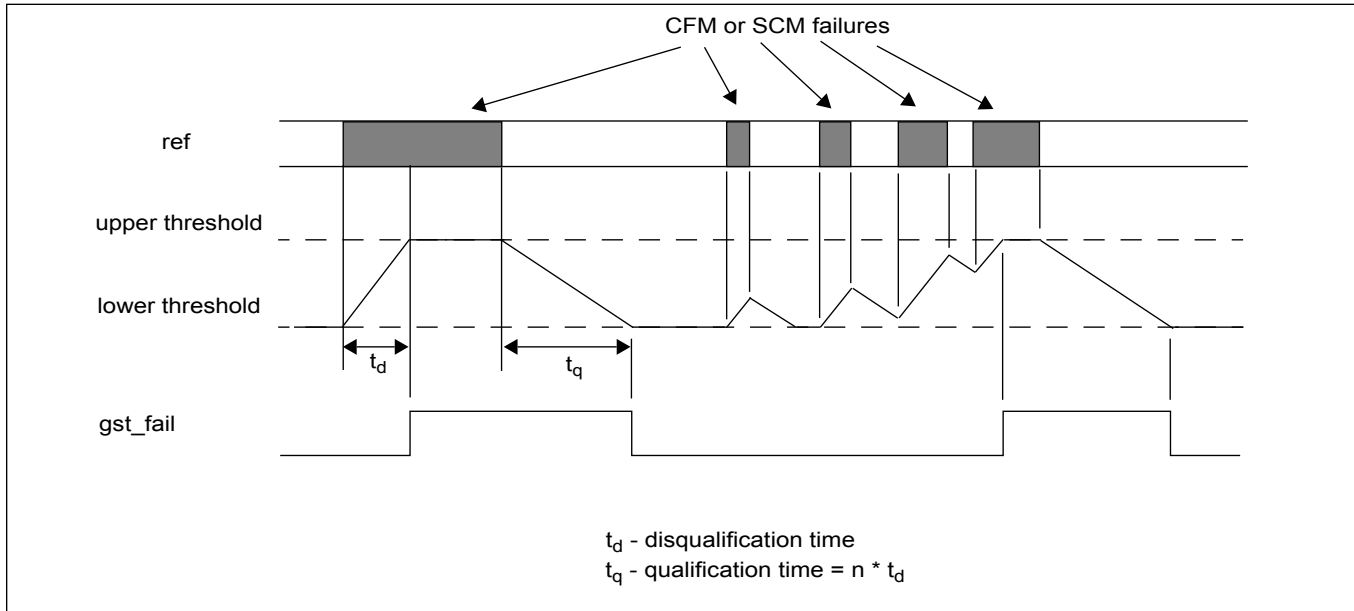 CFM or SCM failures
ref
upper threshold
lower threshold
td
tq
gst_fail
td - disqualification time
tq - qualification time = n * td